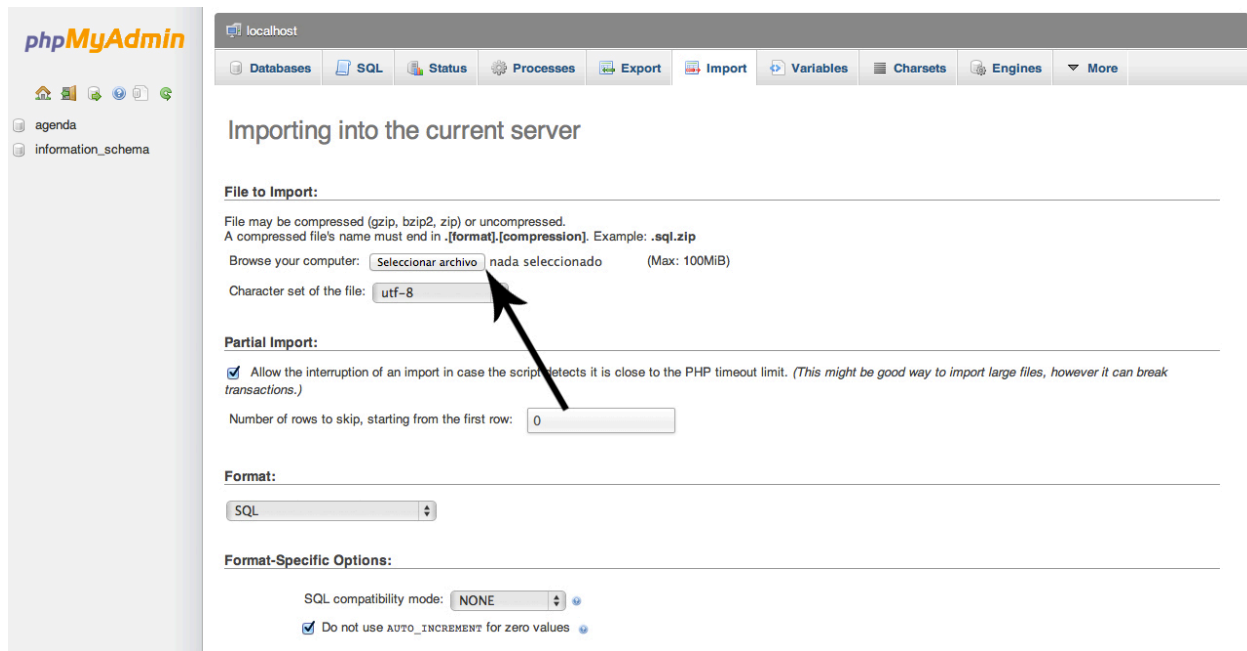 phpMyAdmin
agenda
information_schema
localhost
Databases SQL Status Processes Export Import Variables Charsets Engines More
Importing into the current server
File to Import:
File may be compressed (gzip, bzip2, zip) or uncompressed.
A compressed file's name must end in .[format].[compression]. Example: .sql.zip
Browse your computer: Seleccionar archivo nada seleccionado (Max: 100MiB)
Character set of the file: utf-8
Partial Import:
Allow the interruption of an import in case the script detects it is close to the PHP timeout limit. (This might be good way to import large files, however it can break
transactions.)
Number of rows to skip, starting from the first row: 0
Format:
SQL
Format-Specific Options:
SQL compatibility mode: NONE
Do not use AUTO_INCREMENT for zero values